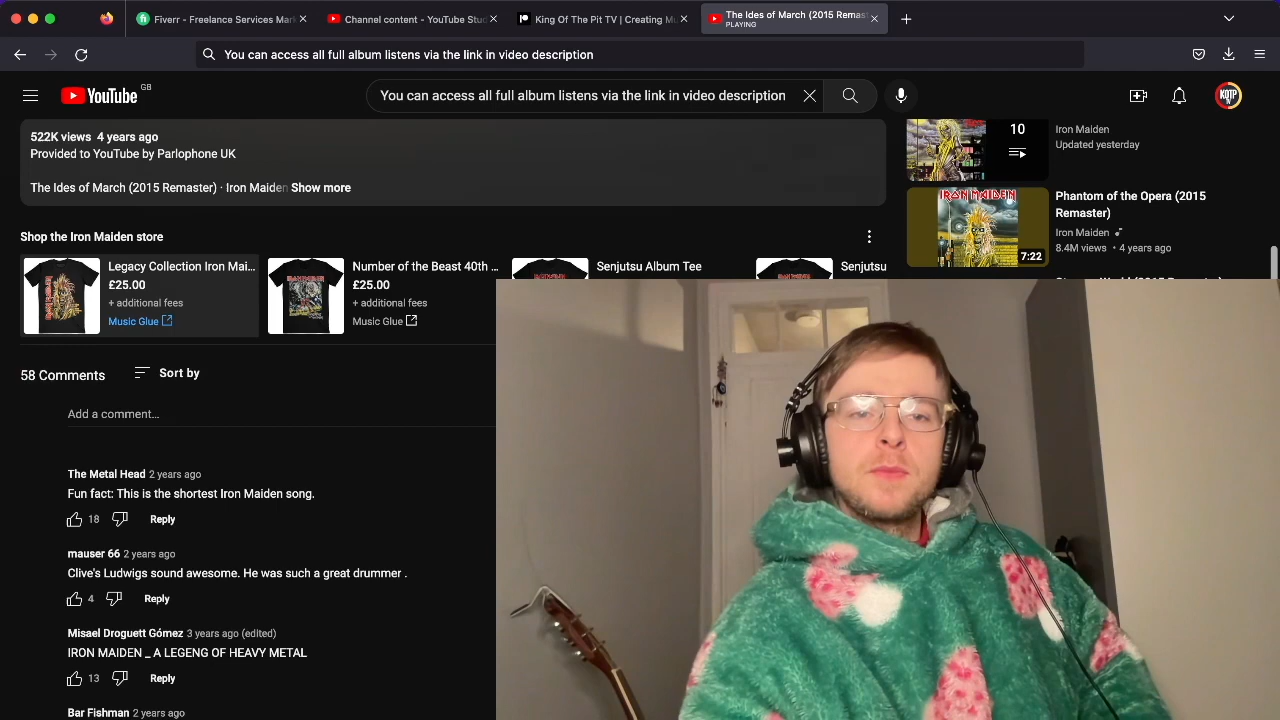 Fiverr - Freelance Services Mar
Channel content - YouTube Stud
King Of The Pit TV | Creating Mu
The Ides of March (2015 Remast
PLAYING
You can access all full album listens via the link in video description
YouTube GB
You can access all full album listens via the link in video description
KOTP
522K views 4 years ago
Provided to YouTube by Parlophone UK
The Ides of March (2015 Remaster) · Iron Maiden Show more
10
Iron Maiden
Updated yesterday
IRON MAIDEN
7:22
Phantom of the Opera (2015
Remaster)
Iron Maiden
8.4M views • 4 years ago
Shop the Iron Maiden store
Legacy Collection Iron Mai...
£25.00
+ additional fees
Music Glue
Number of the Beast 40th ...
£25.00
+ additional fees
Music Glue
Senjutsu Album Tee
Senjutsu
58 Comments
Sort by
Add a comment...
The Metal Head 2 years ago
Fun fact: This is the shortest Iron Maiden song.
18 Reply
mauser 66 2 years ago
Clive's Ludwigs sound awesome. He was such a great drummer .
4 Reply
Misael Droguett Gómez 3 years ago (edited)
IRON MAIDEN _ A LEGENG OF HEAVY METAL
13 Reply
Bar Fishman 2 years ago